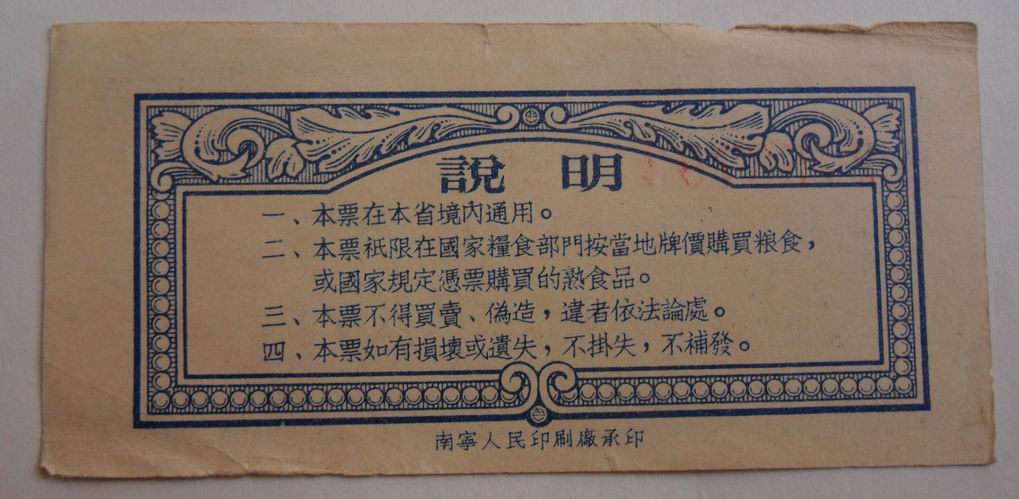 說明
一、本票在本省境內通用。
二、本票衹限在國家糧食部門按當地牌價購買粮食，
或國家規定憑票購買的熟食品。
三、本票不得買賣、偽造，違者依法論處。
四、本票如有損壞或遺失，不掛失，不補發。
南寧人民印刷廠承印